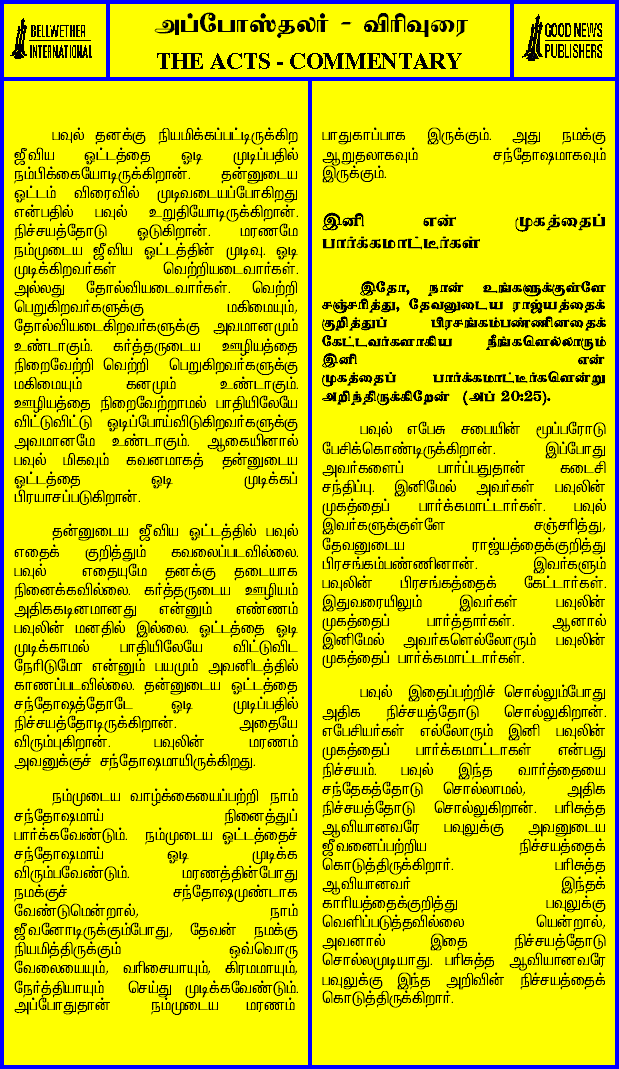 BELLWETHER
INTERNATIONAL
அப்போஸ்தலர் - விரிவுரை
THE ACTS - COMMENTARY
GOOD NEWS
PUBLISHERS
பவுல் தனக்கு நியமிக்கப்பட்டிருக்கிற
ஜீவிய ஓட்டத்தை ஓடி முடிப்பதில்
நம்பிக்கையோடிருக்கிறான். தன்னுடைய
ஓட்டம் விரைவில் முடிவடையப்போகிறது
என்பதில் பவுல் உறுதியோடிருக்கிறான்.
நிச்சயத்தோடு ஓடுகிறான். மரணமே
நம்முடைய ஜீவிய ஓட்டத்தின் முடிவு. ஓடி
முடிக்கிறவர்கள் வெற்றியடைவார்கள்.
அல்லது தோல்வியடைவார்கள். வெற்றி
பெறுகிறவர்களுக்கு மகிமையும்,
தோல்வியடைகிறவர்களுக்கு அவமானமும்
உண்டாகும். கர்த்தருடைய ஊழியத்தை
நிறைவேற்றி வெற்றி பெறுகிறவர்களுக்கு
மகிமையும் கனமும் உண்டாகும்.
ஊழியத்தை நிறைவேற்றாமல் பாதியிலேயே
விட்டுவிட்டு ஓடிப்போய்விடுகிறவர்களுக்கு
அவமானமே உண்டாகும். ஆகையினால்
பவுல் மிகவும் கவனமாகத் தன்னுடைய
ஓட்டத்தை ஓடி முடிக்கப்
பிரயாசப்படுகிறான்.
தன்னுடைய ஜீவிய ஓட்டத்தில் பவுல்
எதைக் குறித்தும் கவலைப்படவில்லை.
பவுல் எதையுமே தனக்கு தடையாக
நினைக்கவில்லை. கர்த்தருடைய ஊழியம்
அதிககடினமானது என்னும் எண்ணம்
பவுலின் மனதில் இல்லை. ஓட்டத்தை ஓடி
முடிக்காமல் பாதியிலேயே விட்டுவிட
நேரிடுமோ என்னும் பயமும் அவனிடத்தில்
காணப்படவில்லை. தன்னுடைய ஓட்டத்தை
சந்தோஷத்தோடே ஓடி முடிப்பதில்
நிச்சயத்தோடிருக்கிறான். அதையே
விரும்புகிறான். பவுலின் மரணம்
அவனுக்குச் சந்தோஷமாயிருக்கிறது.
நம்முடைய வாழ்க்கையைப்பற்றி நாம்
சந்தோஷமாய் நினைத்துப்
பார்க்கவேண்டும். நம்முடைய ஓட்டத்தைச்
சந்தோஷமாய் ஓடி முடிக்க
விரும்பவேண்டும். மரணத்தின்போது
நமக்குச் சந்தோஷமுண்டாக
வேண்டுமென்றால், நாம்
ஜீவனோடிருக்கும்போது, தேவன் நமக்கு
நியமித்திருக்கும் ஒவ்வொரு
வேலையையும், வரிசையாயும், கிரமமாயும்,
நேர்த்தியாயும் செய்து முடிக்கவேண்டும்.
அப்போதுதான் நம்முடைய மரணம்
பாதுகாப்பாக இருக்கும். அது நமக்கு
ஆறுதலாகவும் சந்தோஷமாகவும்
இருக்கும்.
இனி என் முகத்தைப்
பார்க்கமாட்டீர்கள்
இதோ, நான் உங்களுக்குள்ளே
சஞ்சரித்து, தேவனுடைய ராஜ்யத்தைக்
குறித்துப் பிரசங்கம்பண்ணினதைக்
கேட்டவர்களாகிய நீங்களெல்லாரும்
இனி என்
முகத்தைப் பார்க்கமாட்டீர்களென்று
அறிந்திருக்கிறேன் (அப் 20:25).
பவுல் எபேசு சபையின் மூப்பரோடு
பேசிக்கொண்டிருக்கிறான். இப்போது
அவர்களைப் பார்ப்பதுதான் கடைசி
சந்திப்பு. இனிமேல் அவர்கள் பவுலின்
முகத்தைப் பார்க்கமாட்டார்கள். பவுல்
இவர்களுக்குள்ளே சஞ்சரித்து,
தேவனுடைய ராஜ்யத்தைக்குறித்து
பிரசங்கம்பண்ணினான். இவர்களும்
பவுலின் பிரசங்கத்தைக் கேட்டார்கள்.
இதுவரையிலும் இவர்கள் பவுலின்
முகத்தைப் பார்த்தார்கள். ஆனால்
இனிமேல் அவர்களெல்லோரும் பவுலின்
முகத்தைப் பார்க்கமாட்டார்கள்.
பவுல் இதைப்பற்றிச் சொல்லும்போது
அதிக நிச்சயத்தோடு சொல்லுகிறான்.
எபேசியர்கள் எல்லோரும் இனி பவுலின்
முகத்தைப் பார்க்கமாட்டாகள் என்பது
நிச்சயம். பவுல் இந்த வார்த்தையை
சந்தேகத்தோடு சொல்லாமல், அதிக
நிச்சயத்தோடு சொல்லுகிறான். பரிசுத்த
ஆவியானவரே பவுலுக்கு அவனுடைய
ஜீவனைப்பற்றிய நிச்சயத்தைக்
கொடுத்திருக்கிறார். பரிசுத்த
ஆவியானவர் இந்தக்
காரியத்தைக்குறித்து பவுலுக்கு
வெளிப்படுத்தவில்லை யென்றால்,
அவனால் இதை நிச்சயத்தோடு
சொல்லமுடியாது. பரிசுத்த ஆவியானவரே
பவுலுக்கு இந்த அறிவின் நிச்சயத்தைக்
கொடுத்திருக்கிறார்.